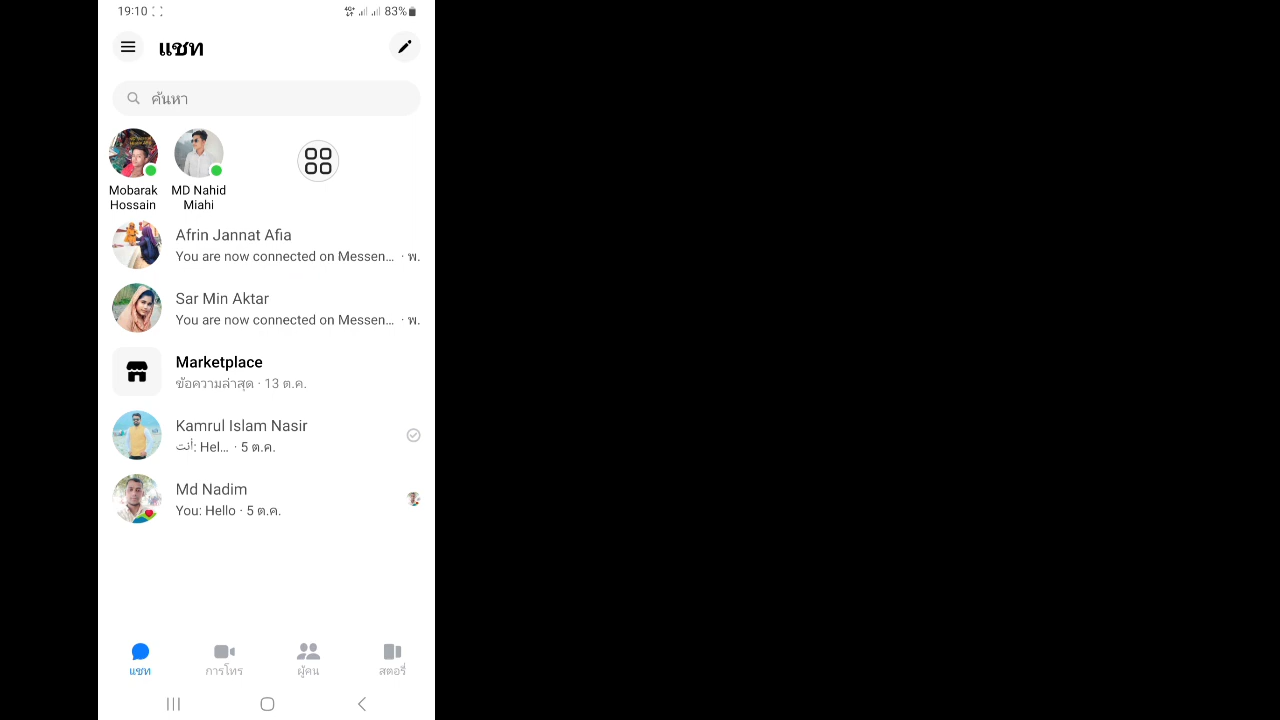 19:10
4G+
83%
แชท
ค้นหา
Mobarak
Hossain
MD Nahid
Miahi
Afrin Jannat Afia
You are now connected on Messen... · พ.
Sar Min Aktar
You are now connected on Messen... · พ.
Marketplace
ข้อความล่าสุด · 13 ต.ค.
Kamrul Islam Nasir
أنت: Hel... · 5 ต.ค.
Md Nadim
You: Hello · 5 ต.ค.
แชท
การโทร
ผู้คน
สตอรี่